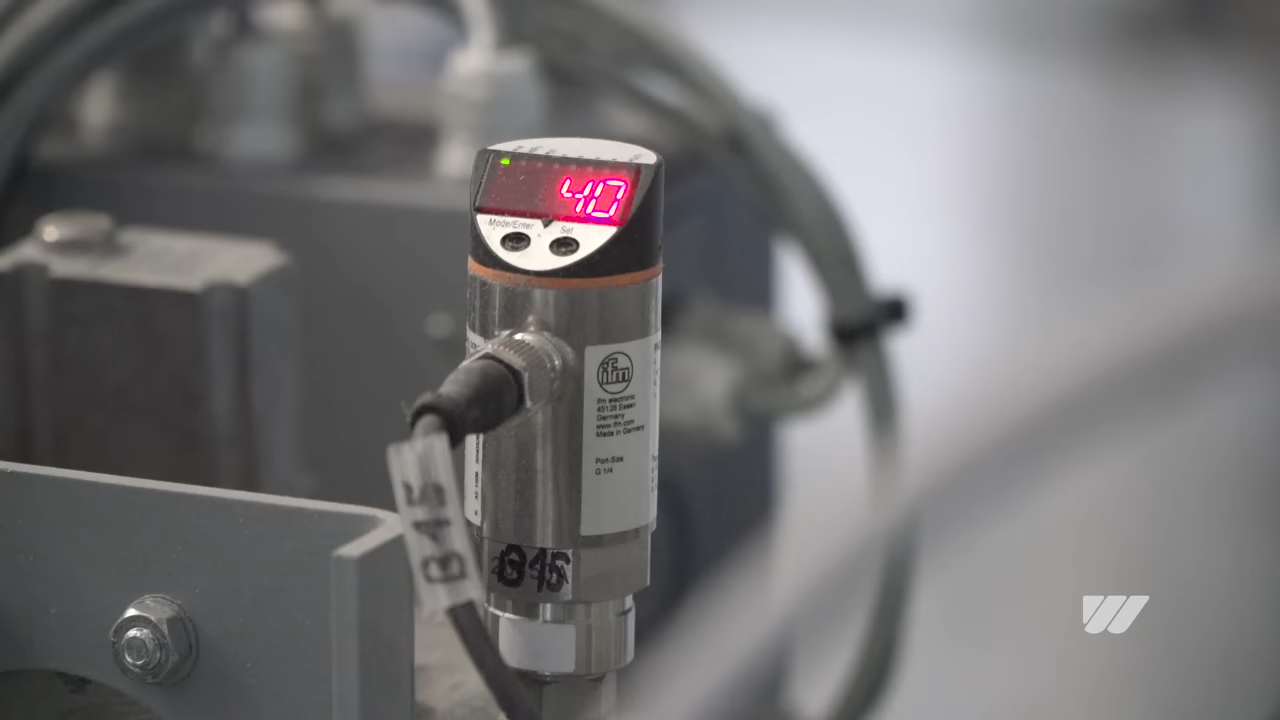 40
Mode/Enter
Set
ifm
ifm electronic
45128 Essen
Germany
www.ifm.com
Made in Germany
Port-Size
G 1/4
B45
B45